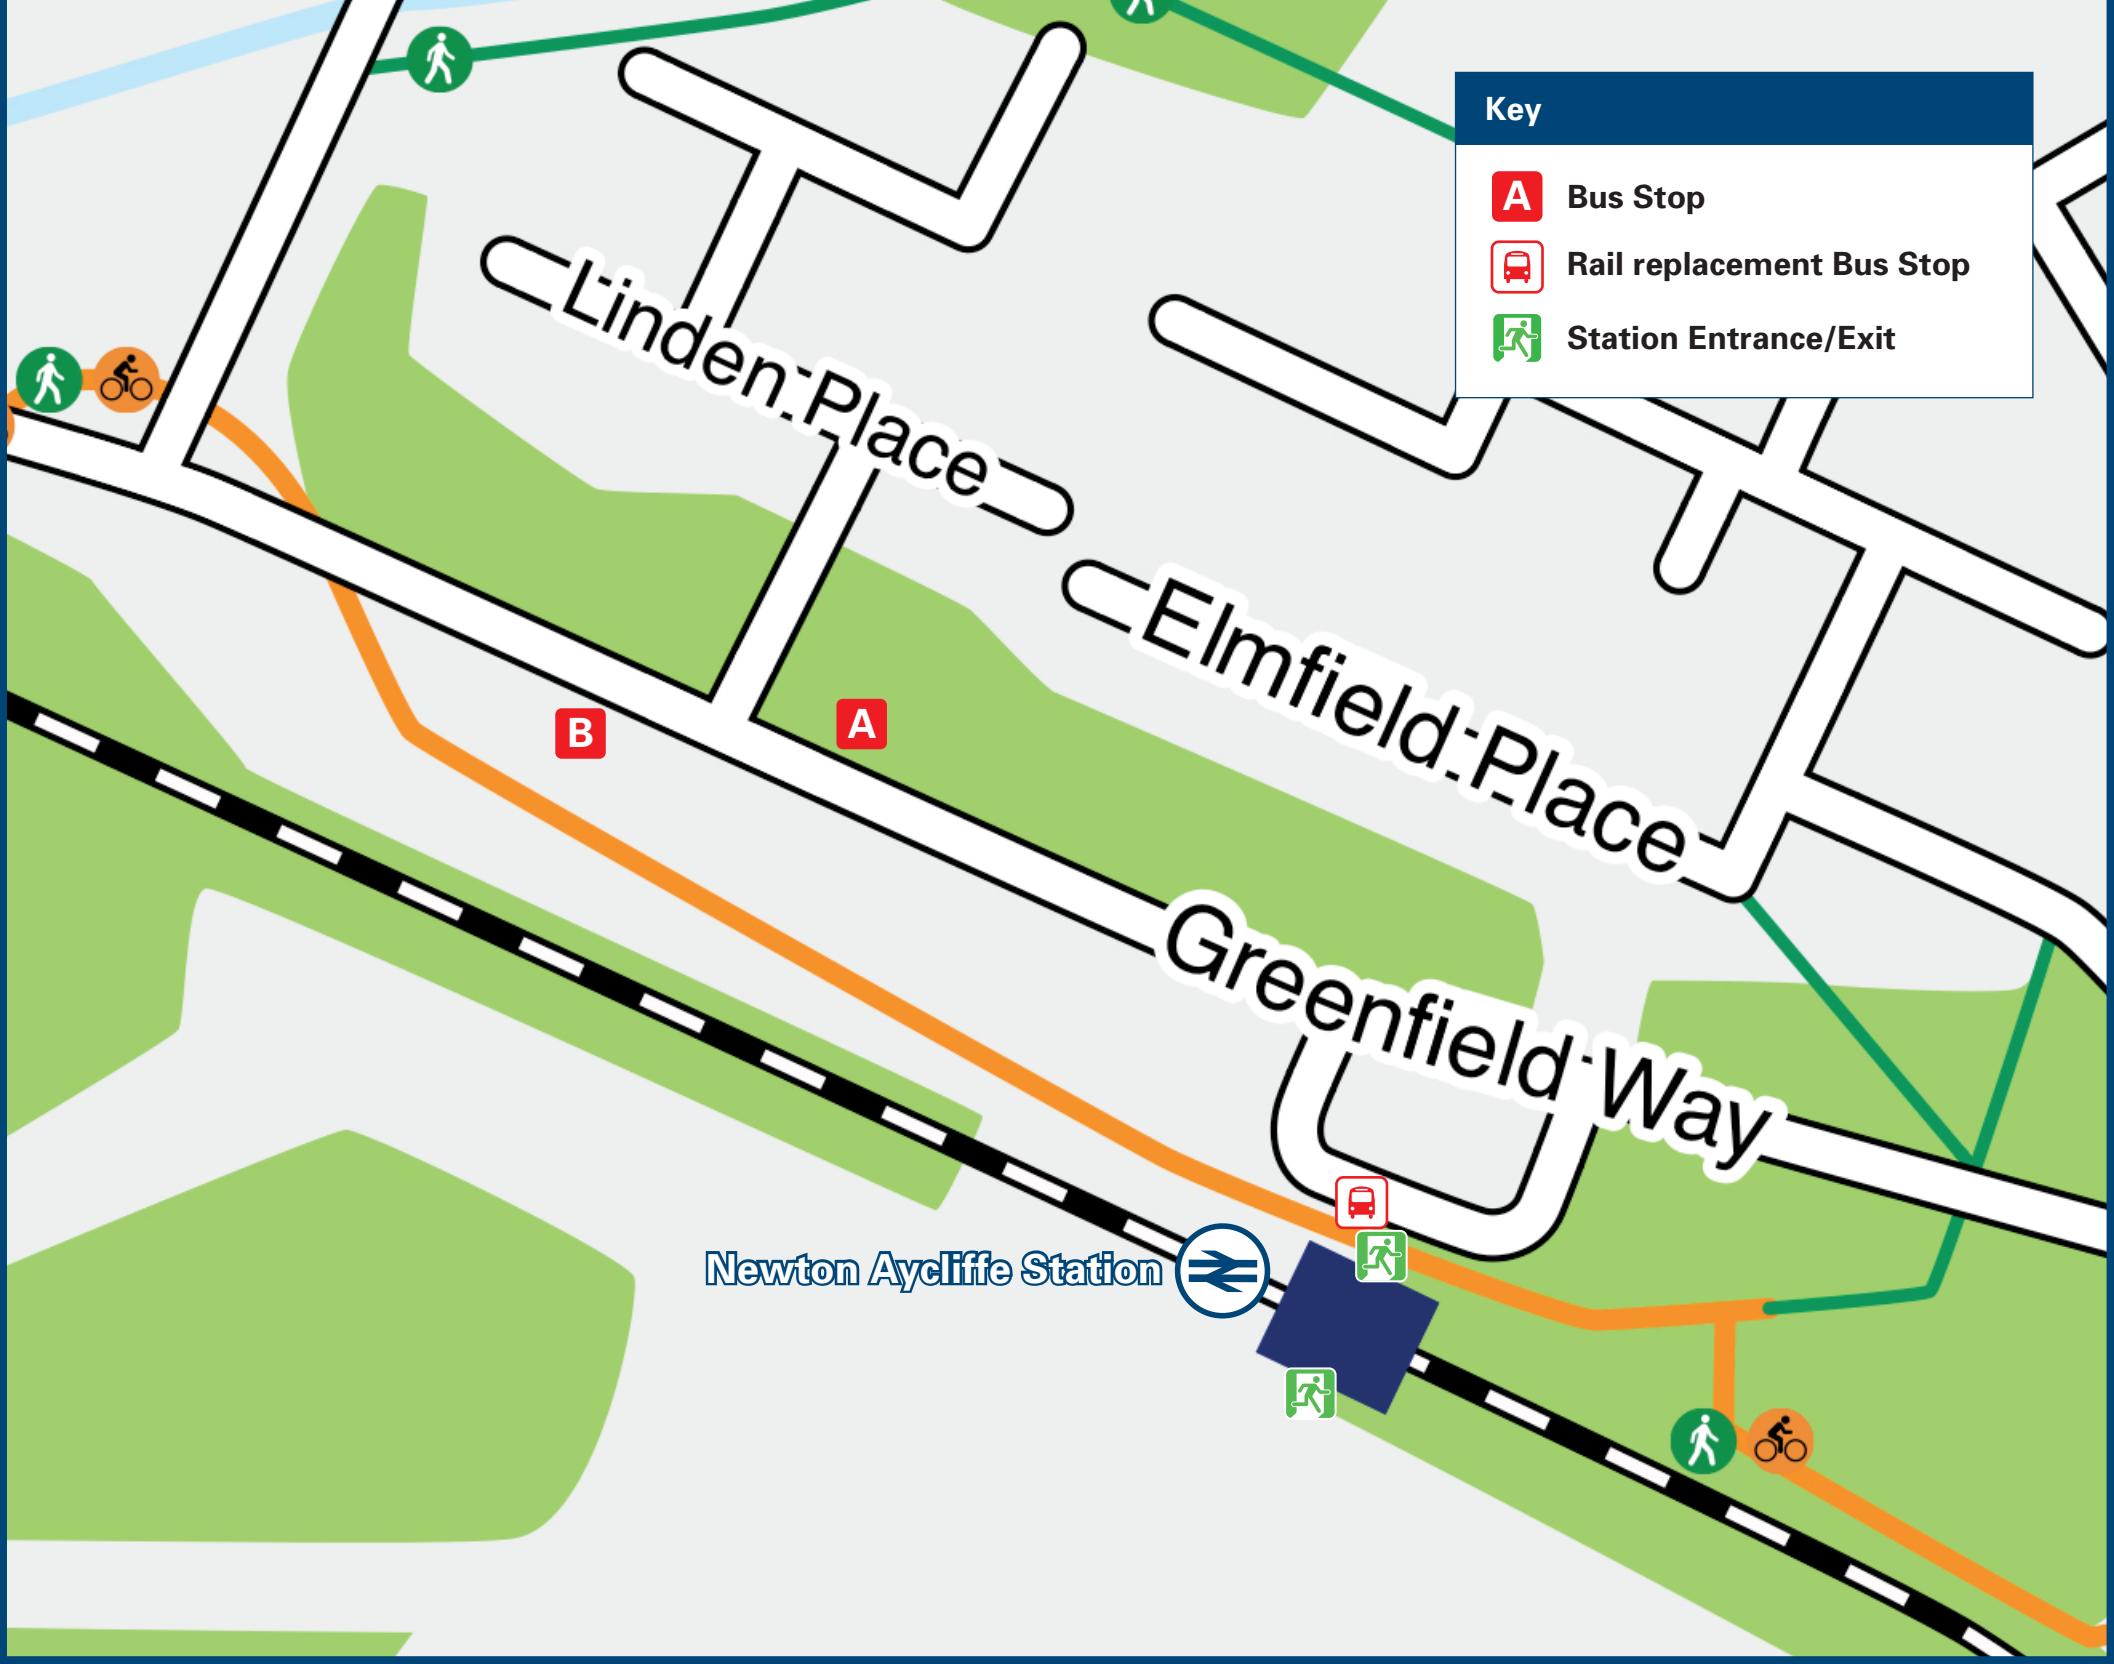 Key
A Bus Stop
Rail replacement Bus Stop
Station Entrance/Exit
Linden Place
Elmfield Place
B
A
Greenfield Way
Newton Aycliffe Station